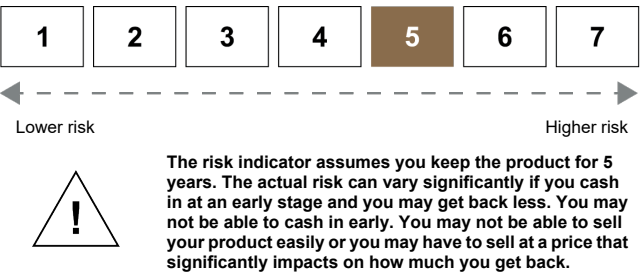 1 2 3 4 5 6 7
Lower risk Higher risk
!
The risk indicator assumes you keep the product for 5
years. The actual risk can vary significantly if you cash
in at an early stage and you may get back less. You may
not be able to cash in early. You may not be able to sell
your product easily or you may have to sell at a price that
significantly impacts on how much you get back.